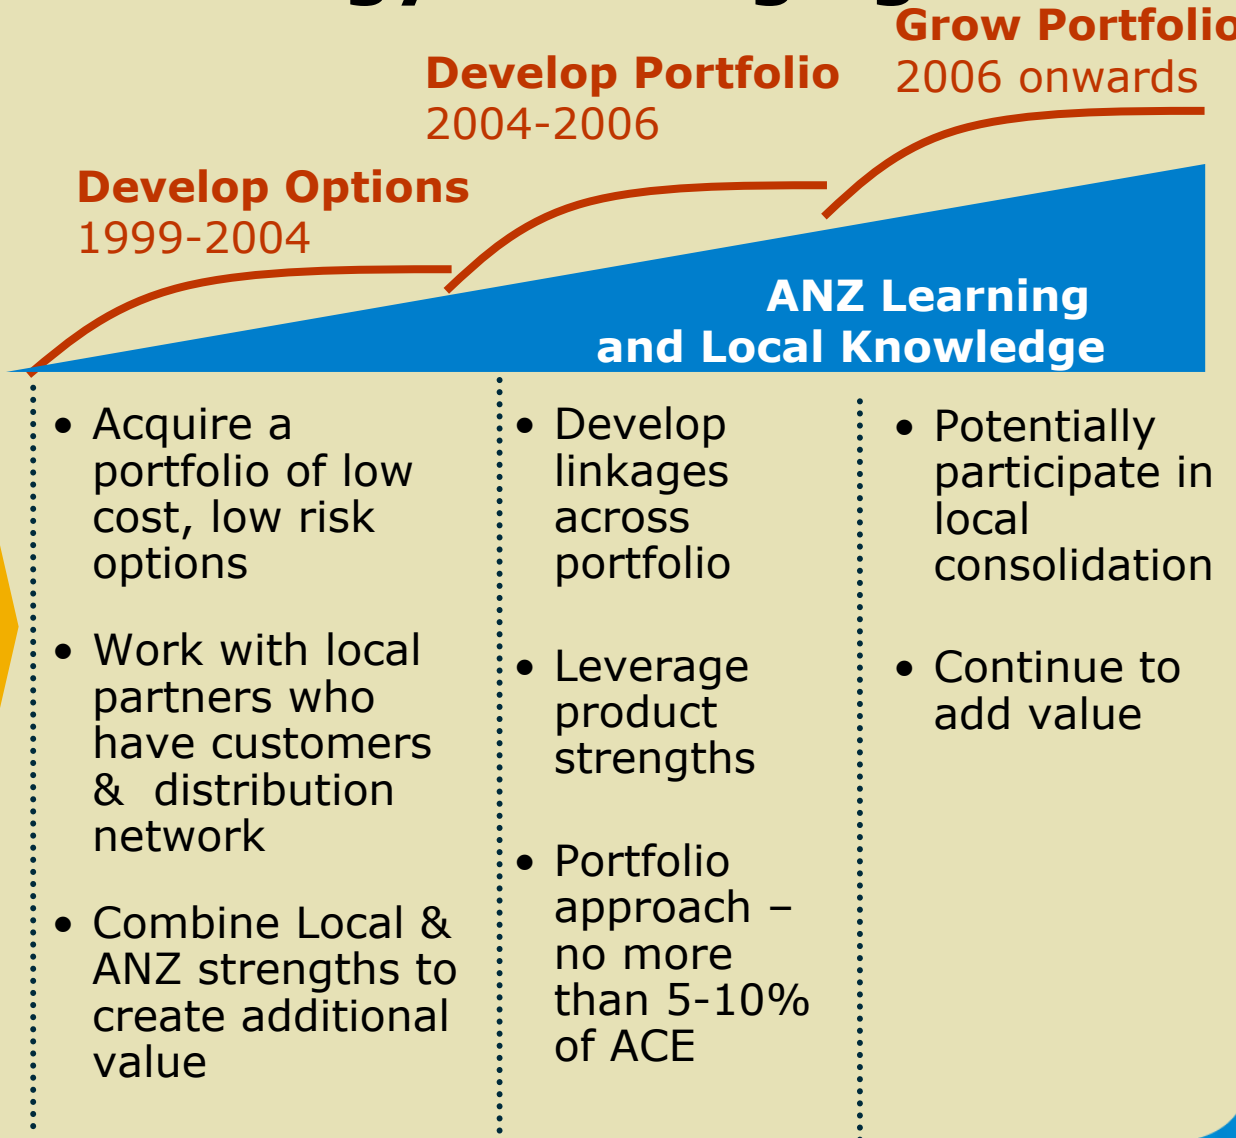 Grow Portfolio
2006 onwards
Develop Portfolio
2004-2006
Develop Options
1999-2004
ANZ Learning
and Local Knowledge
• Acquire a
portfolio of low
cost, low risk
options
• Work with local
partners who
have customers
&  distribution
network
• Combine Local &
ANZ strengths to
create additional
value
• Develop
linkages
across
portfolio
• Leverage
product
strengths
• Portfolio
approach –
no more
than 5-10%
of ACE
• Potentially
participate in
local
consolidation
• Continue to
add value